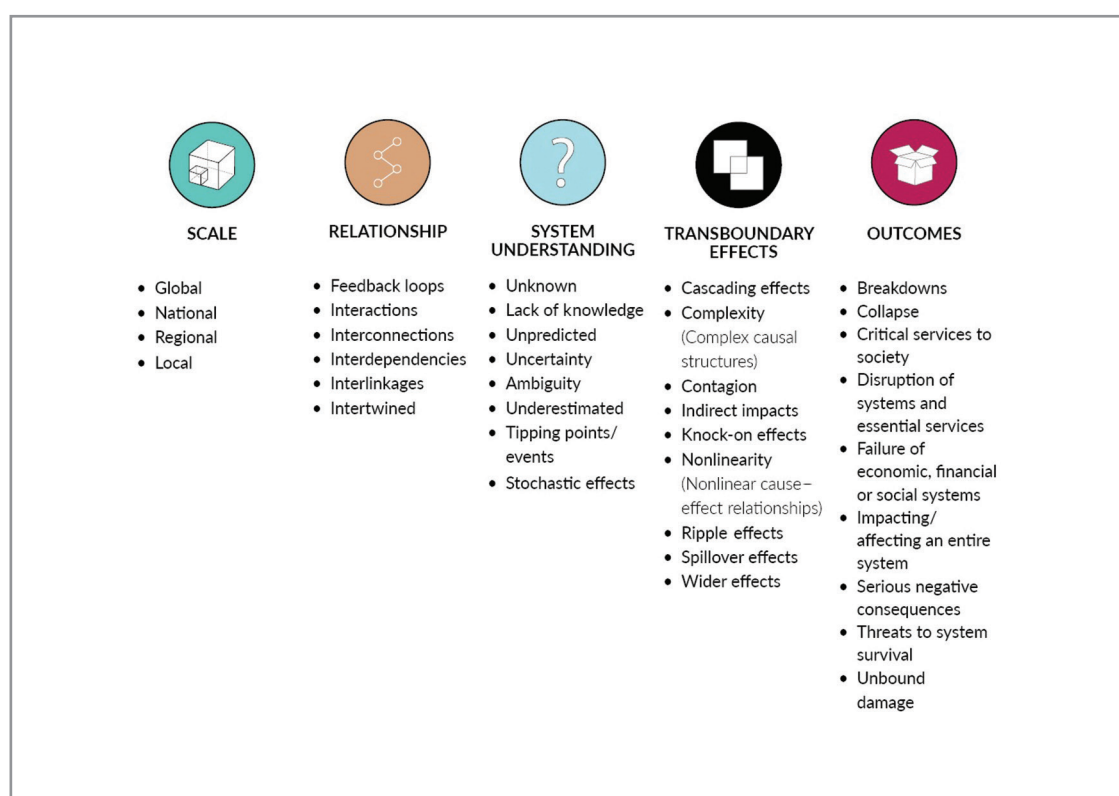 SCALE
• Global
• National
• Regional
• Local
RELATIONSHIP
• Feedback loops
• Interactions
• Interconnections
• Interdependencies
• Interlinkages
• Intertwined
?
SYSTEM
UNDERSTANDING
• Unknown
• Lack of knowledge
• Unpredicted
• Uncertainty
• Ambiguity
• Underestimated
• Tipping points/
events
• Stochastic effects
TRANSBOUNDARY
EFFECTS
• Cascading effects
• Complexity
(Complex causal
structures)
• Contagion
• Indirect impacts
• Knock-on effects
• Nonlinearity
(Nonlinear cause–
effect relationships)
• Ripple effects
• Spillover effects
• Wider effects
OUTCOMES
• Breakdowns
• Collapse
• Critical services to
society
• Disruption of
systems and
essential services
• Failure of
economic, financial
or social systems
• Impacting/
affecting an entire
system
• Serious negative
consequences
• Threats to system
survival
• Unbound
damage